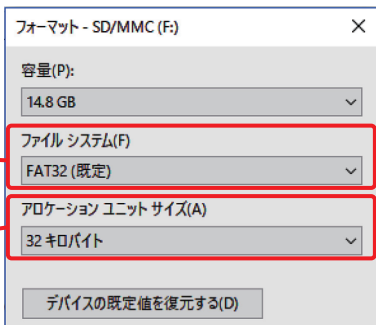 フォーマット - SD/MMC (F:)
容量(P):
14.8 GB
ファイル システム(F)
FAT32 (既定)
アロケーション ユニット サイズ(A)
32 キロバイト
デバイスの既定値を復元する(D)